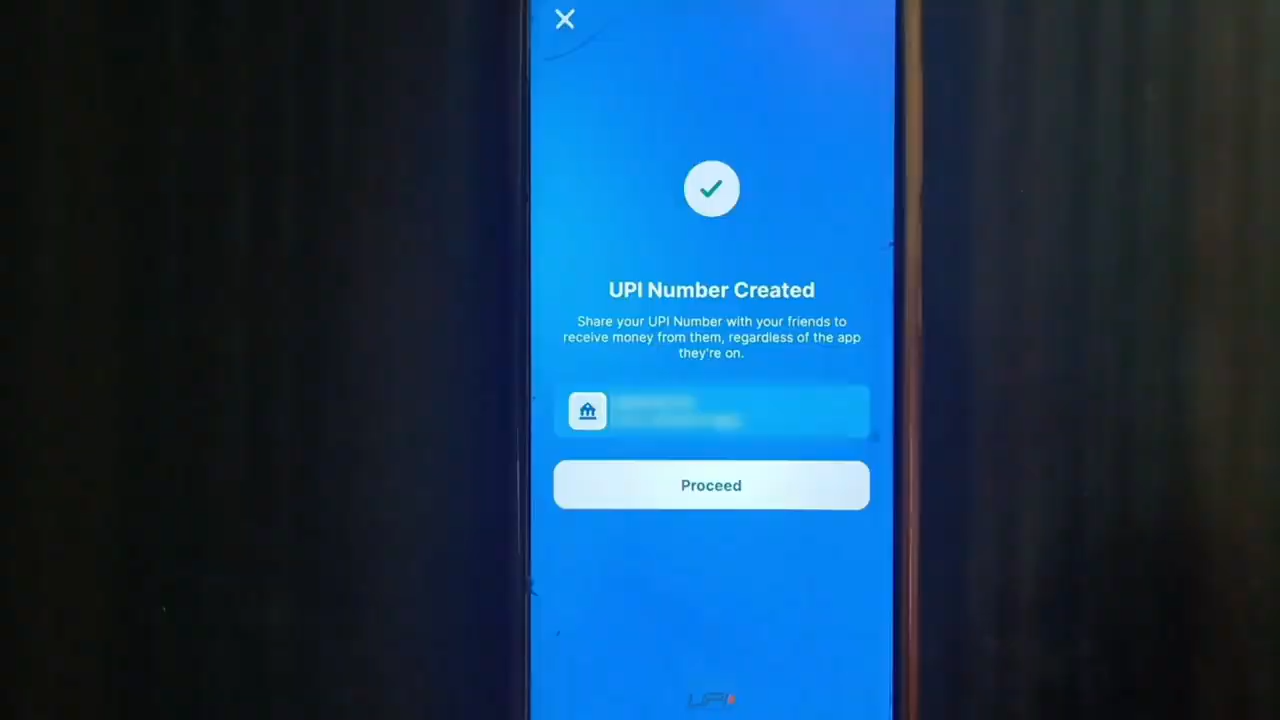 UPI Number Created
Share your UPI Number with your friends to
receive money from them, regardless of the app
they're on.
Proceed
UPI